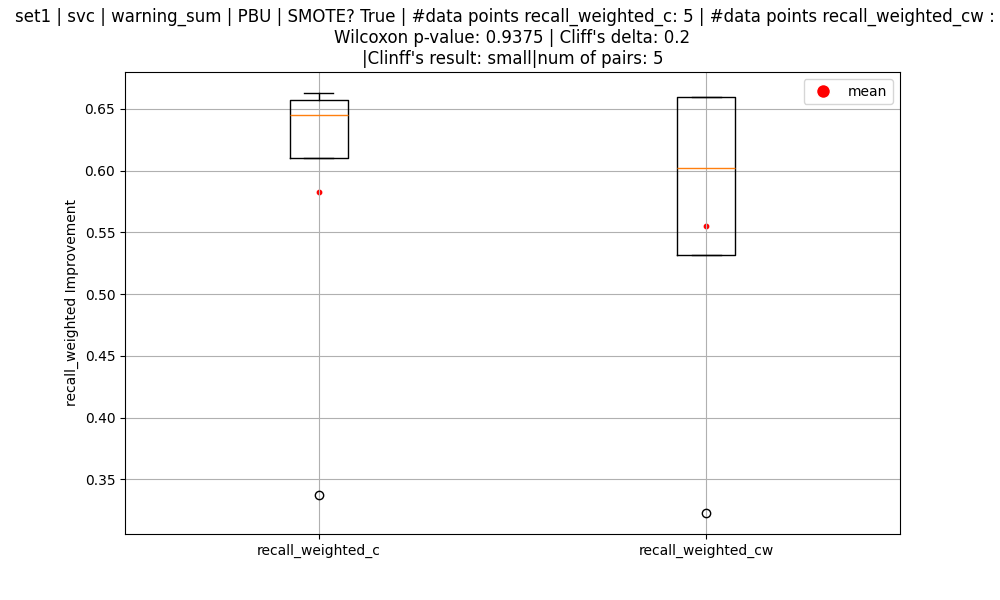 set1 | svc | warning_sum | PBU | SMOTE? True | #data points recall_weighted_c: 5 | #data points recall_weighted_cw :
Wilcoxon p-value: 0.9375 | Cliff's delta: 0.2
|Clinff's result: small|num of pairs: 5
mean
0.65
0.60
0.55
0.50
0.45
0.40
0.35
recall_weighted Improvement
recall_weighted_c
recall_weighted_cw